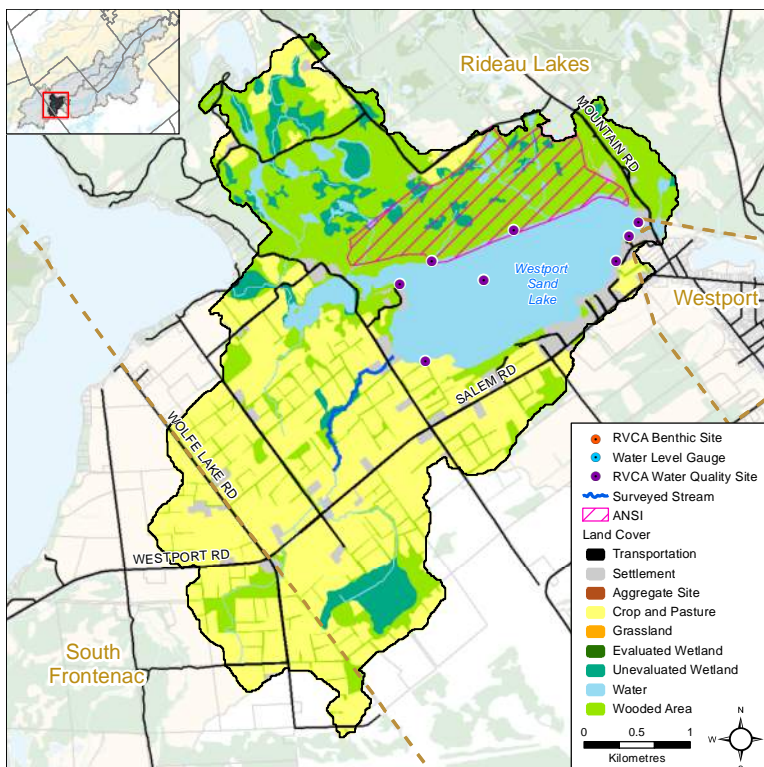 Rideau Lakes
MOUNTAIN RD
Westport
Sand
Lake
Westport
SALEM RD
WOLFE LAKE RD
WESTPORT RD
South
Frontenac
RVCA Benthic Site
Water Level Gauge
RVCA Water Quality Site
Surveyed Stream
ANSI
Land Cover
Transportation
Settlement
Aggregate Site
Crop and Pasture
Grassland
Evaluated Wetland
Unevaluated Wetland
Water
Wooded Area
0 0.5 1
Kilometres
N
W E